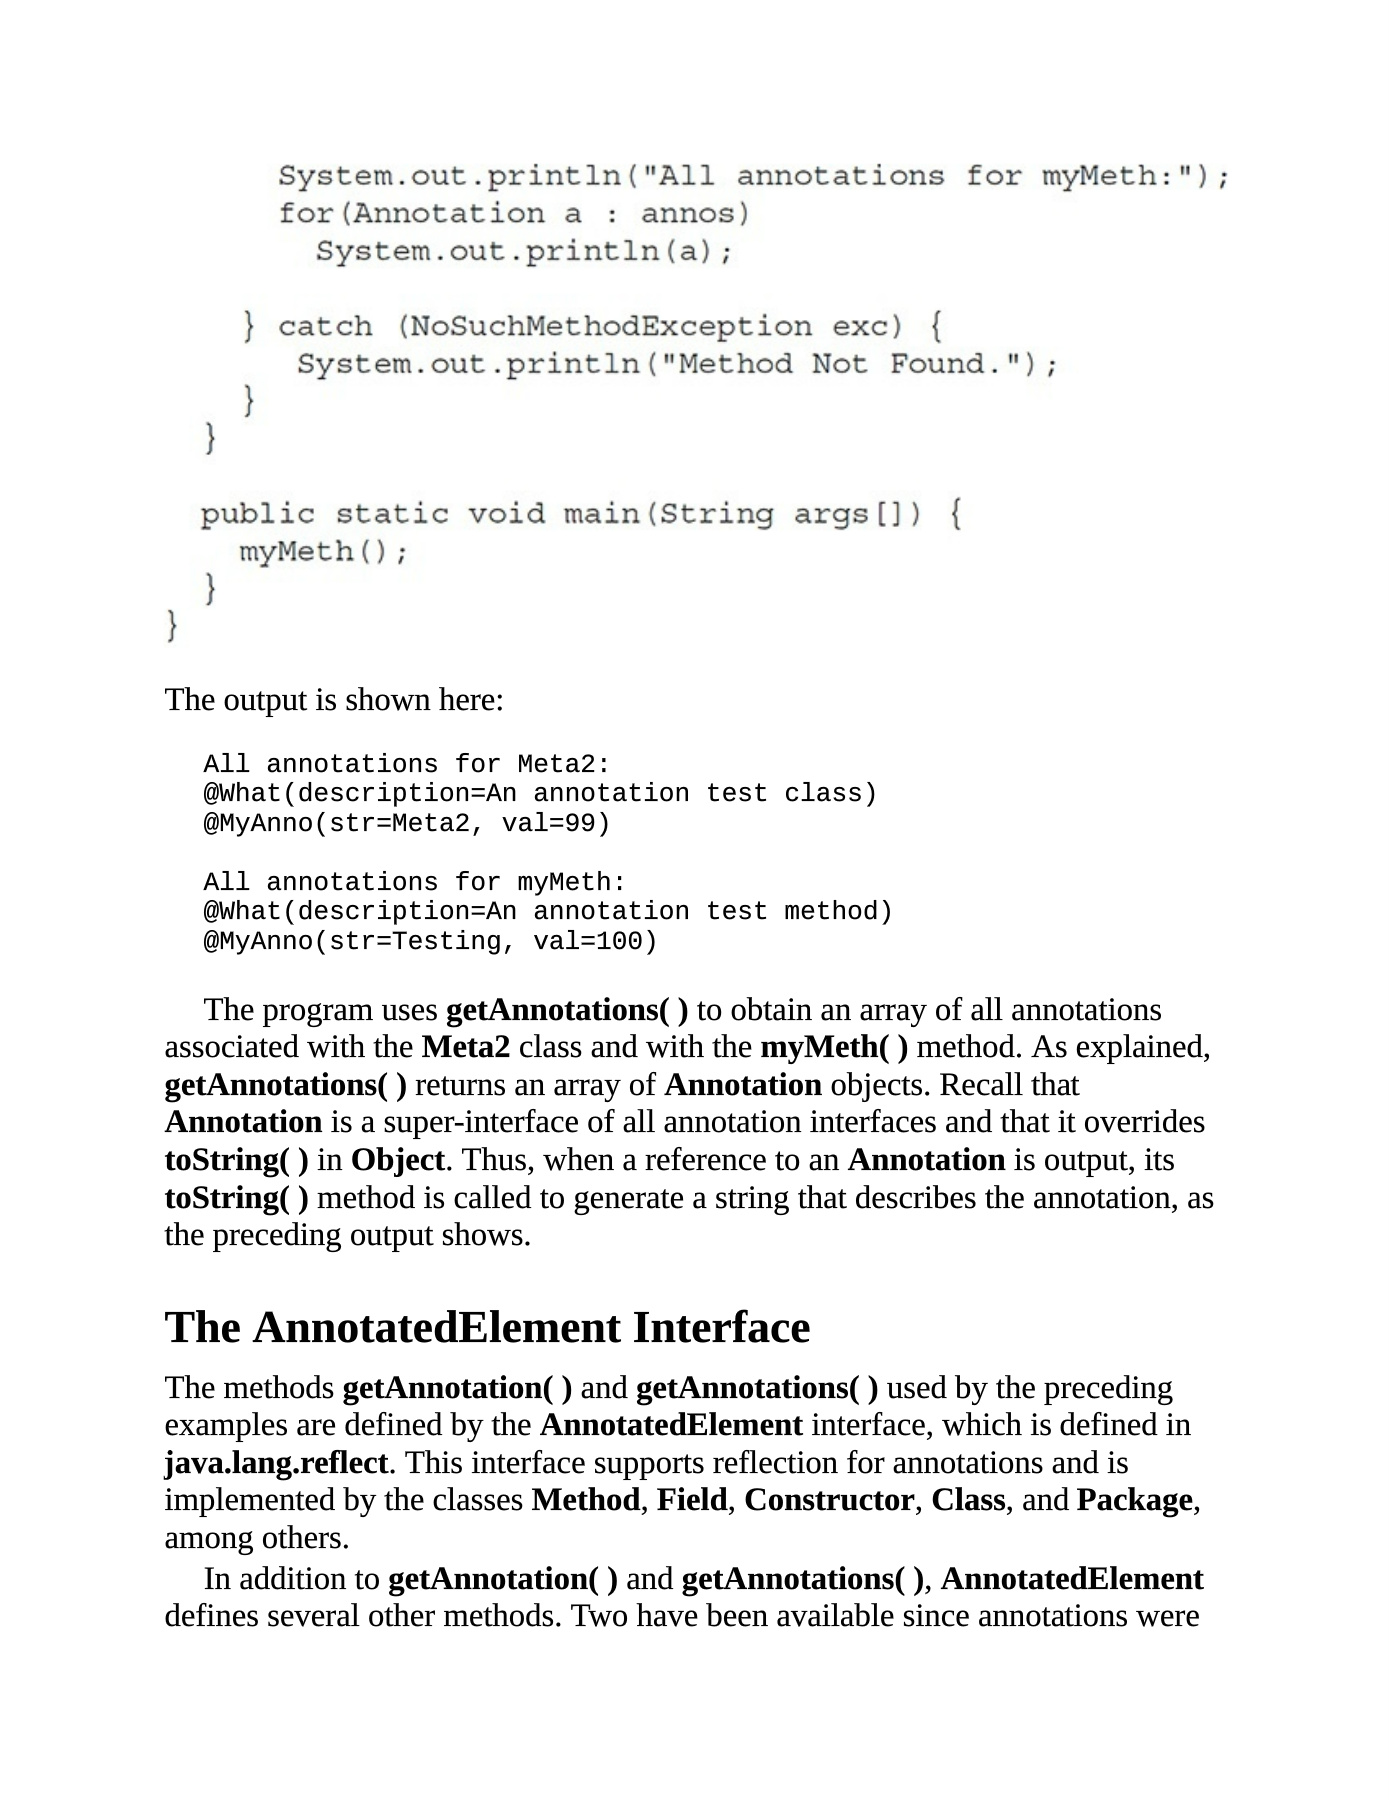 System.out.println("All annotations for myMeth:");
for(Annotation a : annos)
System.out.println(a);
} catch (NoSuchMethodException exc) {
System.out.println("Method Not Found.");
}
}
public static void main(String args[]) {
myMeth();
}
}
The output is shown here:
All annotations for Meta2:
@What(description=An annotation test class)
@MyAnno(str=Meta2, val=99)
All annotations for myMeth:
@What(description=An annotation test method)
@MyAnno(str=Testing, val=100)
The program uses getAnnotations( ) to obtain an array of all annotations
associated with the Meta2 class and with the myMeth( ) method. As explained,
getAnnotations( ) returns an array of Annotation objects. Recall that
Annotation is a super-interface of all annotation interfaces and that it overrides
toString( ) in Object. Thus, when a reference to an Annotation is output, its
toString( ) method is called to generate a string that describes the annotation, as
the preceding output shows.
The AnnotatedElement Interface
The methods getAnnotation( ) and getAnnotations( ) used by the preceding
examples are defined by the AnnotatedElement interface, which is defined in
java.lang.reflect. This interface supports reflection for annotations and is
implemented by the classes Method, Field, Constructor, Class, and Package,
among others.
In addition to getAnnotation( ) and getAnnotations( ), AnnotatedElement
defines several other methods. Two have been available since annotations were